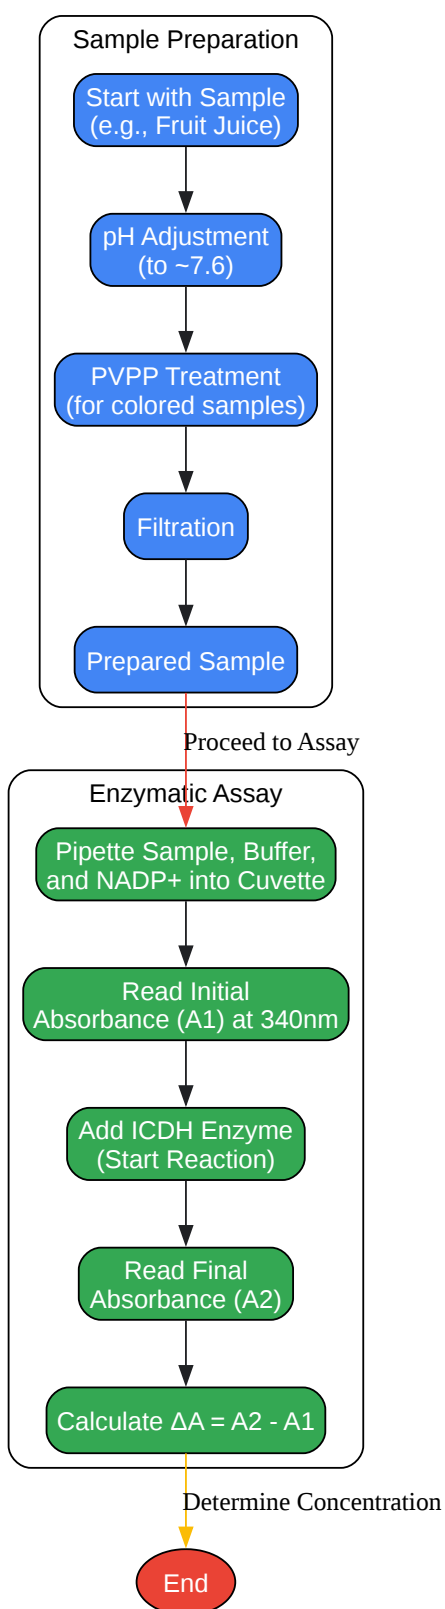 Sample Preparation
Start with Sample
(e.g., Fruit Juice)
pH Adjustment
(to ~7.6)
PVPP Treatment
(for colored samples)
Filtration
Prepared Sample
Proceed to Assay
Enzymatic Assay
Pipette Sample, Buffer,
and NADP+ into Cuvette
Read Initial
Absorbance (A1) at 340nm
Add ICDH Enzyme
(Start Reaction)
Read Final
Absorbance (A2)
Calculate ΔA = A2 - A1
Determine Concentration
End